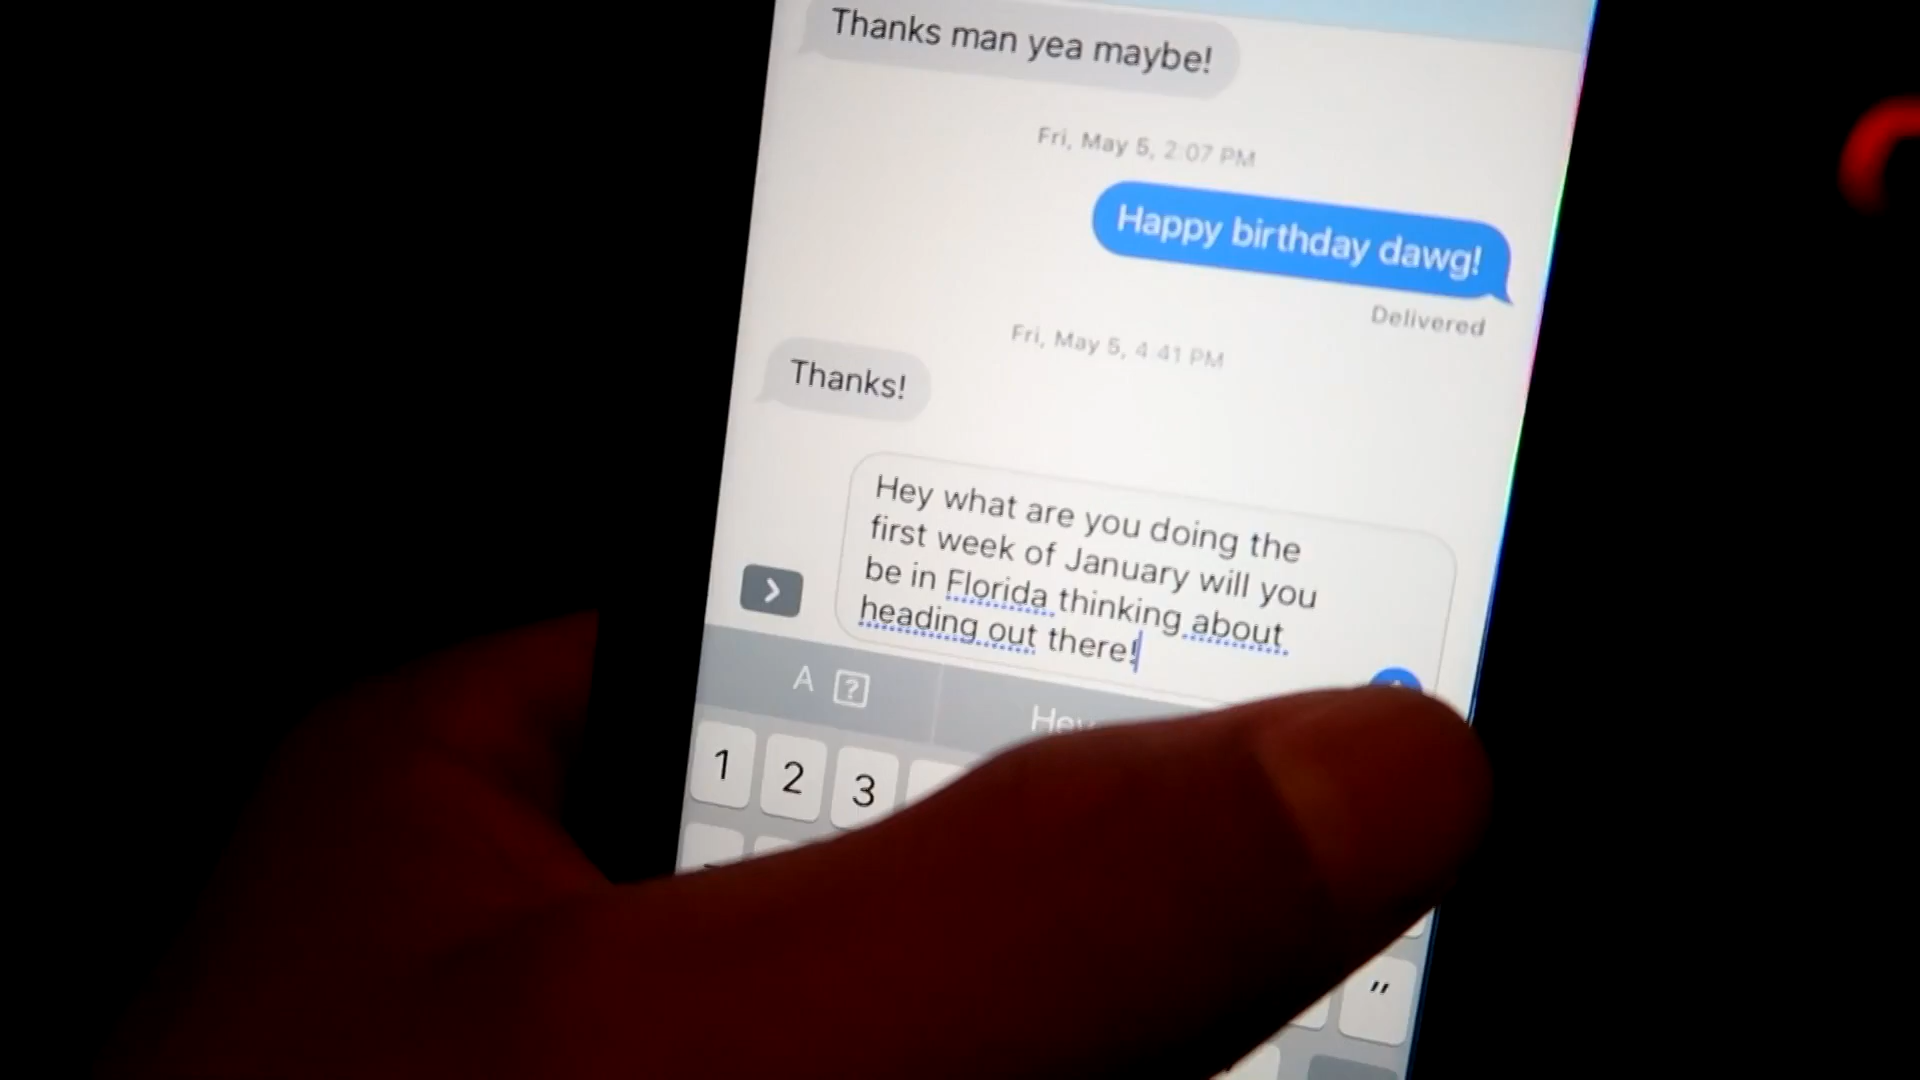 Thanks man yea maybe!
Fri, May 5, 2:07 PM
Happy birthday dawg!
Delivered
Fri, May 5, 4:41 PM
Thanks!
Hey what are you doing the
first week of January will you
be in Florida thinking about
heading out there!
A ?
Hey
1 2 3
"